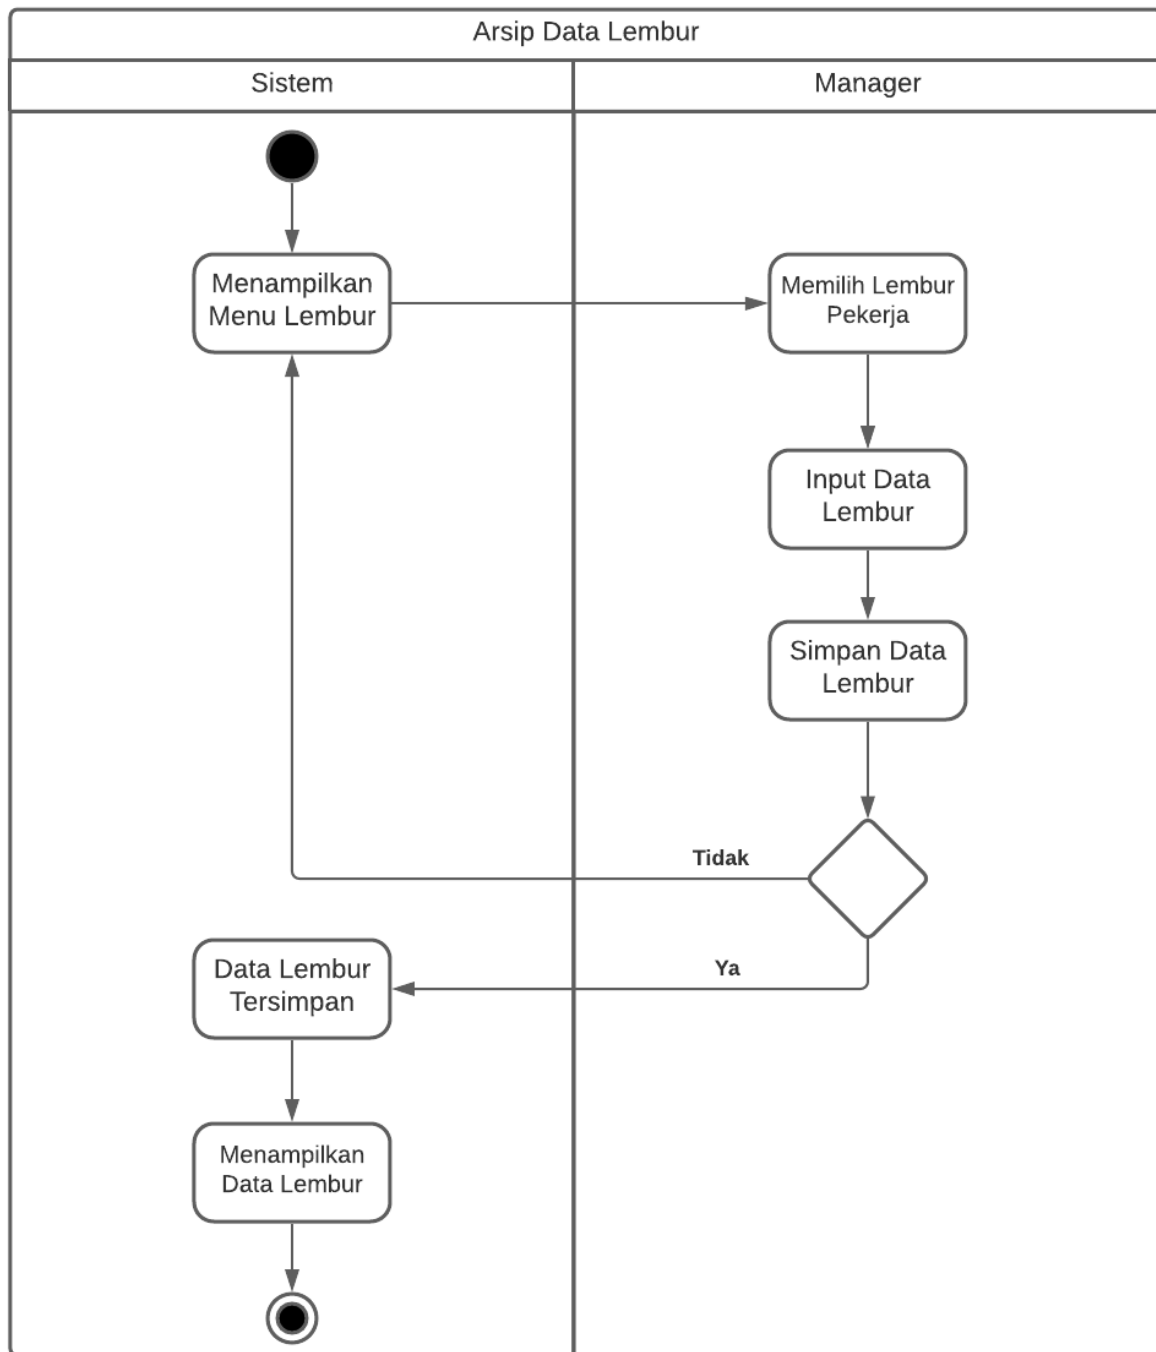 Arsip Data Lembur
Sistem
Manager
Menampilkan
Menu Lembur
Memilih Lembur
Pekerja
Input Data
Lembur
Simpan Data
Lembur
Tidak
Ya
Data Lembur
Tersimpan
Menampilkan
Data Lembur